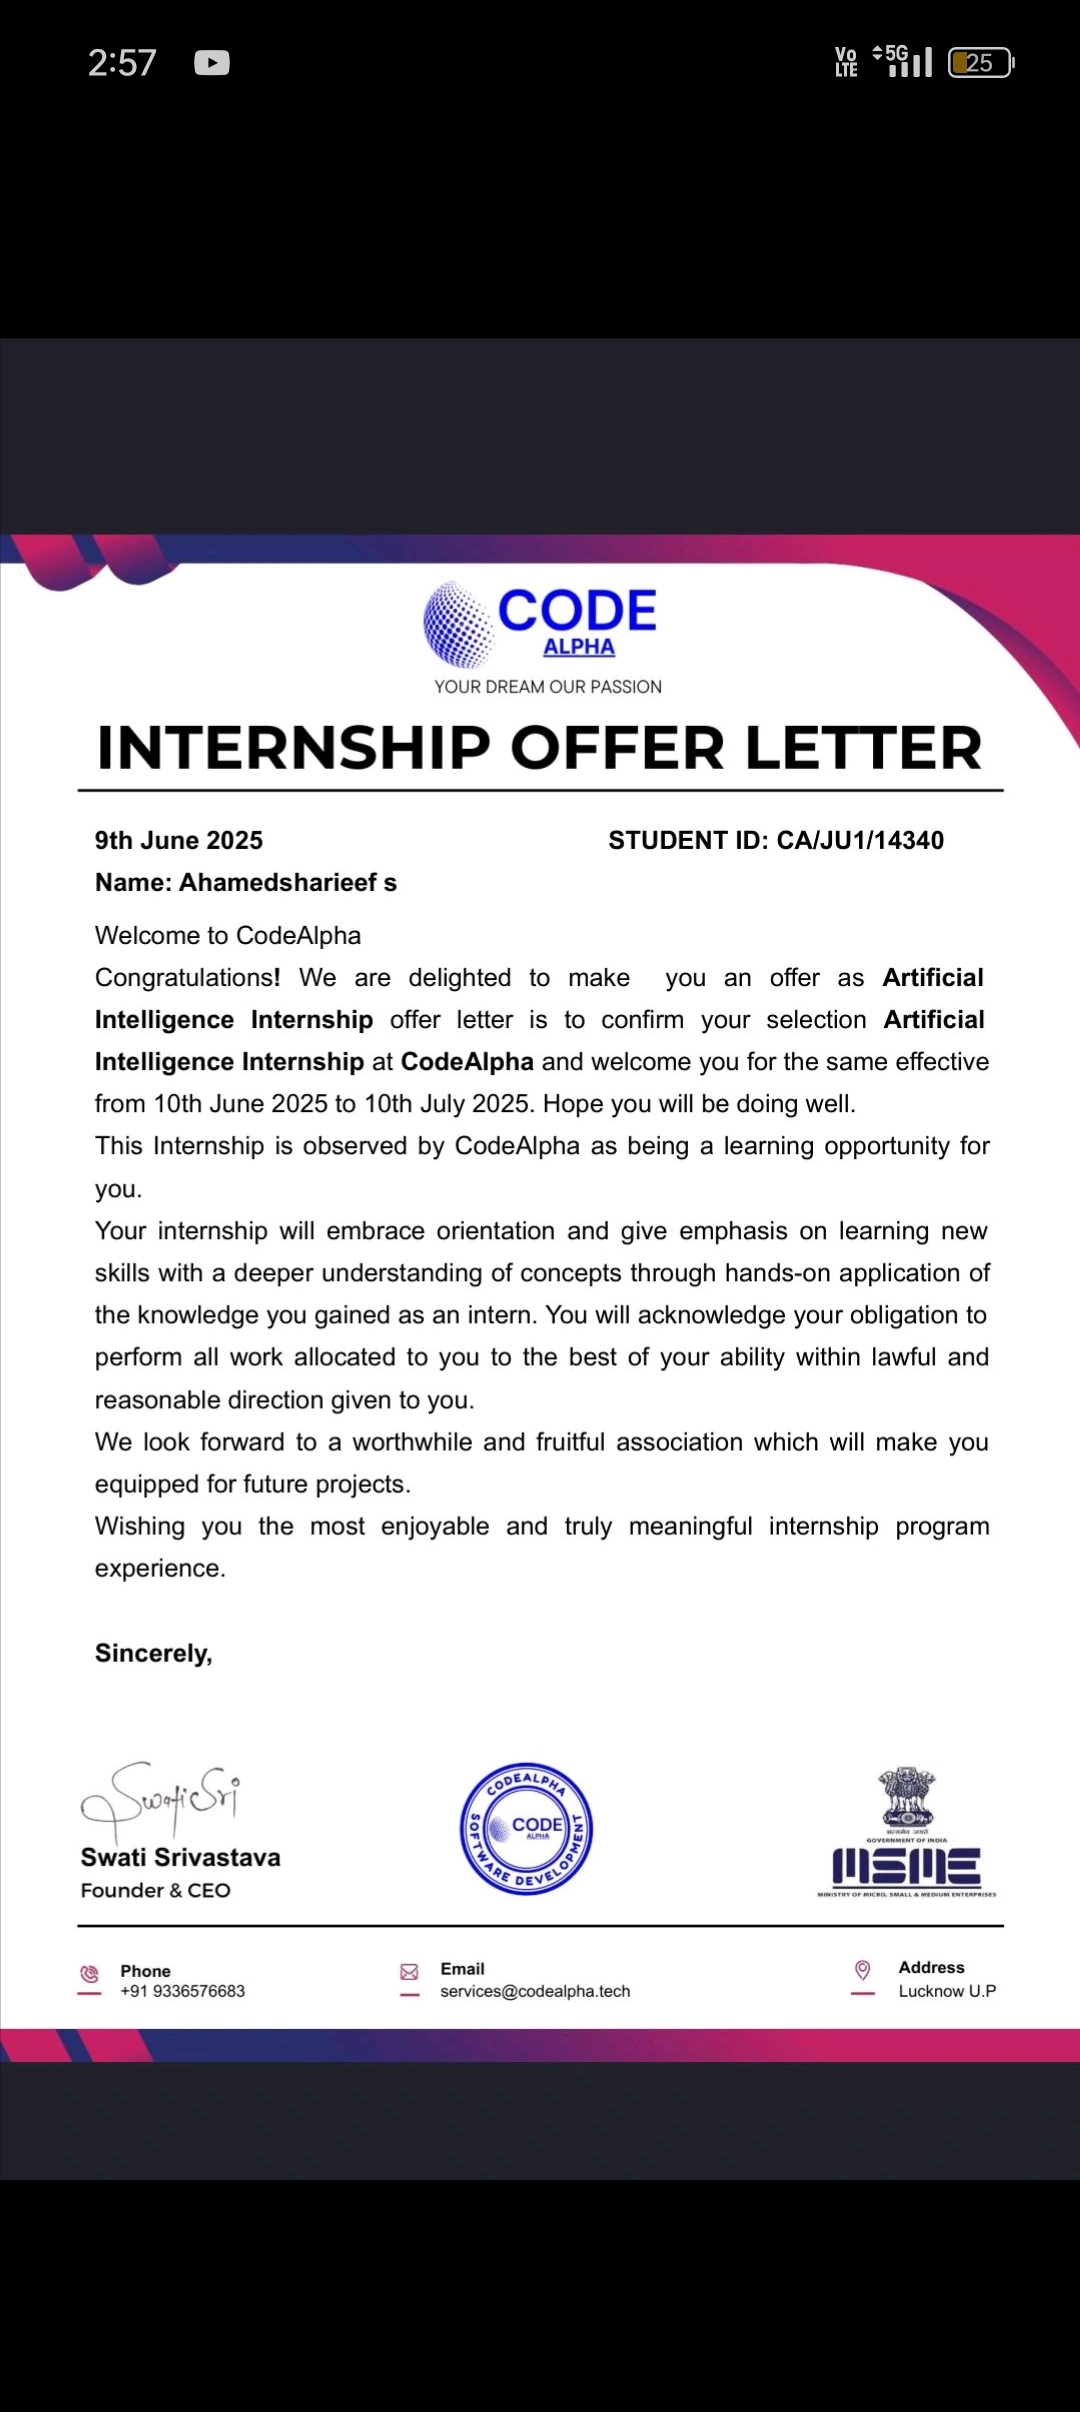 2:57
Vo
LTE
5G
25
CODE
ALPHA
YOUR DREAM OUR PASSION
INTERNSHIP OFFER LETTER
9th June 2025 STUDENT ID: CA/JU1/14340
Name: Ahamedsharieef s
Welcome to CodeAlpha
Congratulations! We are delighted to make you an offer as Artificial
Intelligence Internship offer letter is to confirm your selection Artificial
Intelligence Internship at CodeAlpha and welcome you for the same effective
from 10th June 2025 to 10th July 2025. Hope you will be doing well.
This Internship is observed by CodeAlpha as being a learning opportunity for
you.
Your internship will embrace orientation and give emphasis on learning new
skills with a deeper understanding of concepts through hands-on application of
the knowledge you gained as an intern. You will acknowledge your obligation to
perform all work allocated to you to the best of your ability within lawful and
reasonable direction given to you.
We look forward to a worthwhile and fruitful association which will make you
equipped for future projects.
Wishing you the most enjoyable and truly meaningful internship program
experience.
Sincerely,
Swati Sri
Swati Srivastava
Founder & CEO
CODEALPHA
SOFTWARE DEVELOPMENT
CODE
ALPHA
सत्यमेव जयते
GOVERNMENT OF INDIA
MSME
MINISTRY OF MICRO, SMALL & MEDIUM ENTERPRISES
Phone
+91 9336576683
Email
services@codealpha.tech
Address
Lucknow U.P